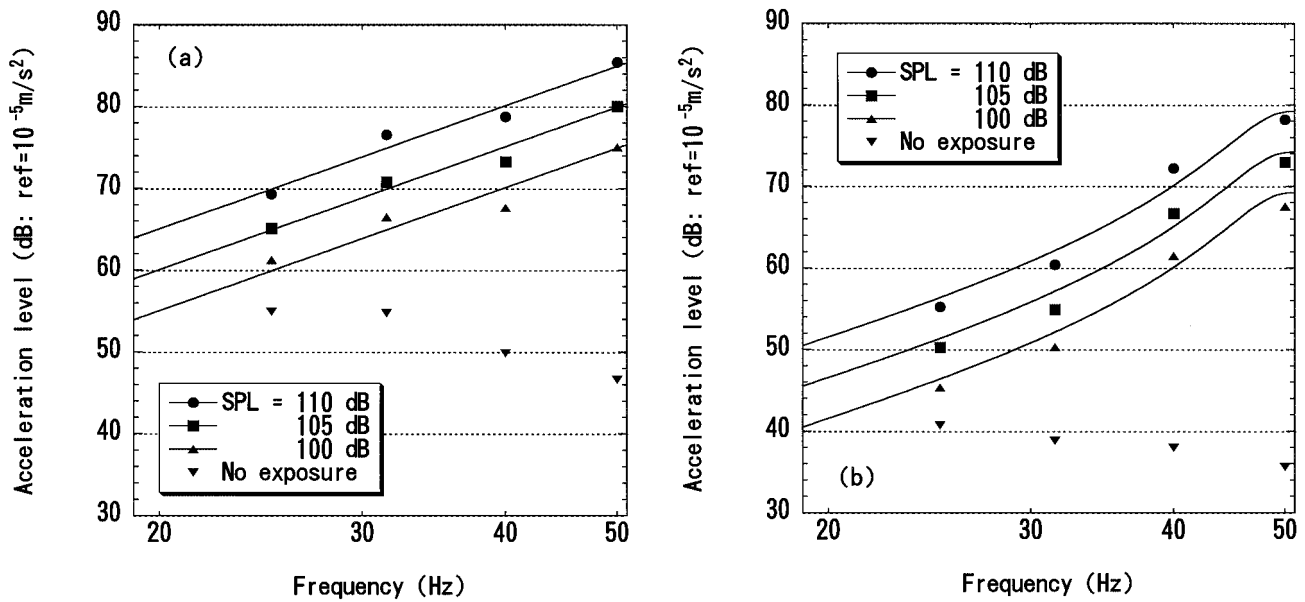 Acceleration level (dB: ref=10⁻⁵m/s²)
90
80
70
60
50
40
30
(a)
SPL = 110 dB
105 dB
100 dB
No exposure
20
30
40
50
Frequency (Hz)
Acceleration level (dB: ref=10⁻⁵m/s²)
90
80
70
60
50
40
30
SPL = 110 dB
105 dB
100 dB
No exposure
(b)
20
30
40
50
Frequency (Hz)